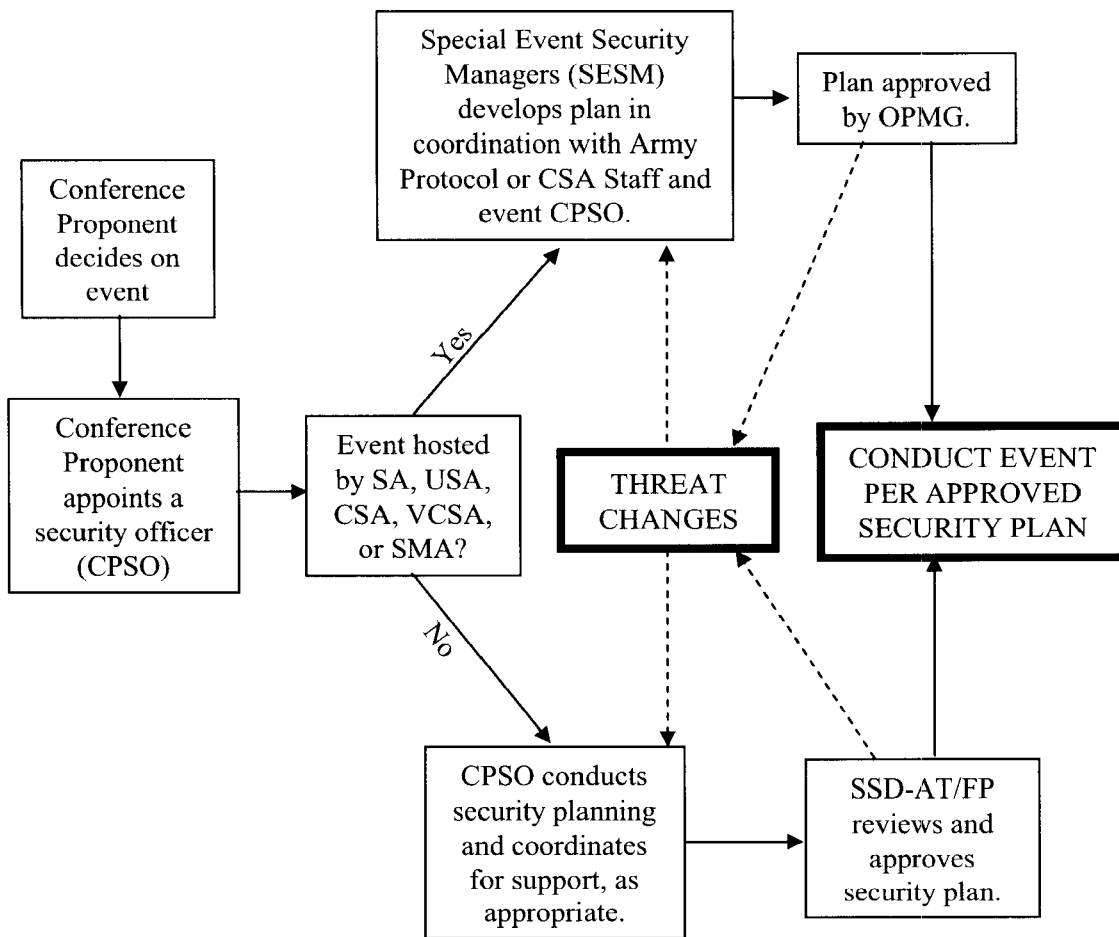 Conference
Proponent
decides on
event
Conference
Proponent
appoints a
security officer
(CPSO)
Event hosted
by SA, USA,
CSA, VCSA,
or SMA?
Yes
Special Event Security
Managers (SESM)
develops plan in
coordination with Army
Protocol or CSA Staff and
event CPSO.
Plan approved
by OPMG.
No
CPSO conducts
security planning
and coordinates
for support, as
appropriate.
SSD-AT/FP
reviews and
approves
security plan.
THREAT
CHANGES
CONDUCT EVENT
PER APPROVED
SECURITY PLAN